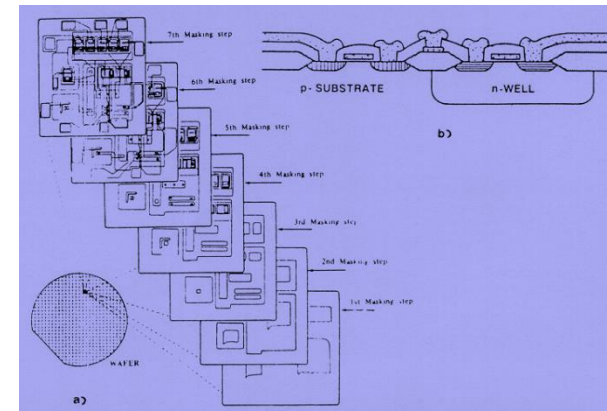 7th Masking step
6th Masking step
5th Masking step
4th Masking step
3rd Masking step
2nd Masking step
1st Masking step
WAFER
a)
p-SUBSTRATE
n-WELL
b)